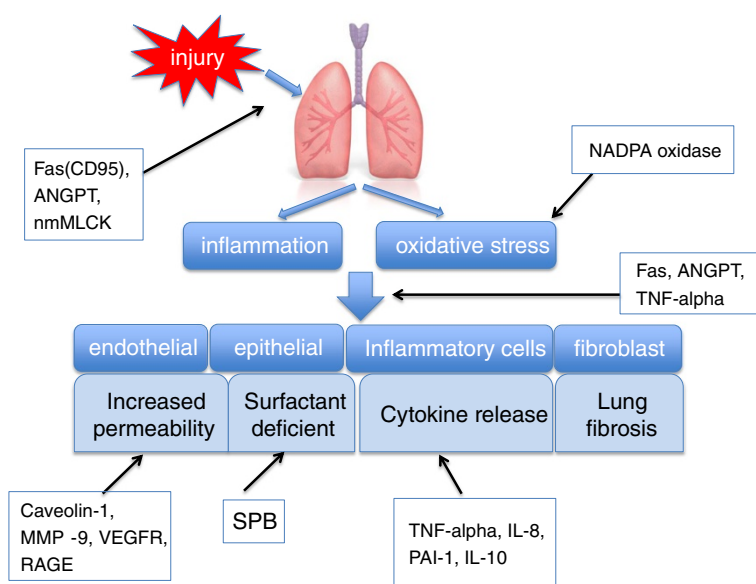 injury
Fas(CD95),
ANGPT,
nmMLCK
NADPA oxidase
inflammation
oxidative stress
Fas, ANGPT,
TNF-alpha
endothelial
epithelial
Inflammatory cells
fibroblast
Increased
permeability
Surfactant
deficient
Cytokine release
Lung
fibrosis
Caveolin-1,
MMP -9, VEGFR,
RAGE
SPB
TNF-alpha, IL-8,
PAI-1, IL-10